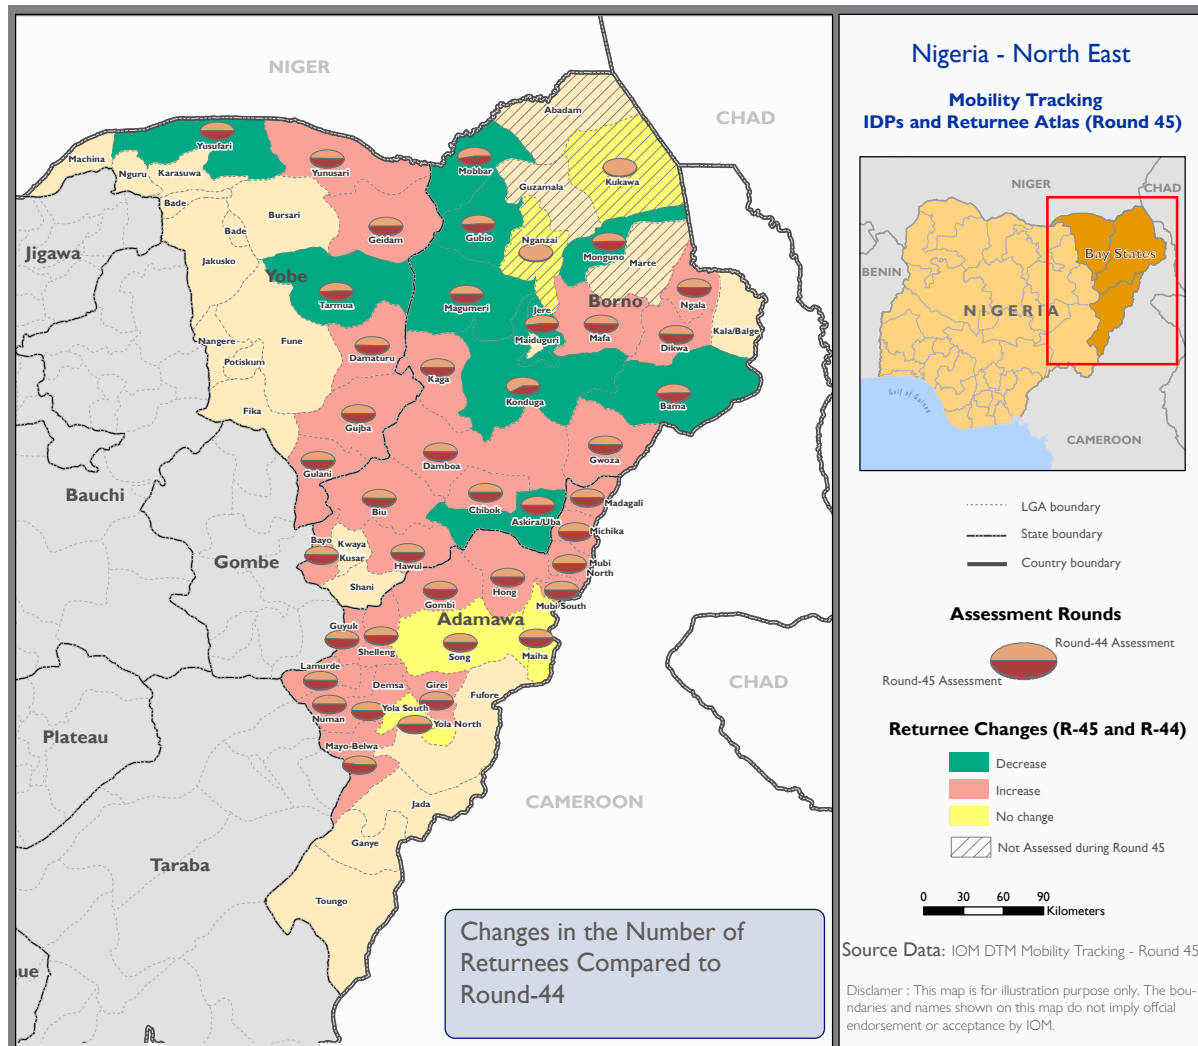 NIGER
CHAD
Abadam
Machina
Yusufari
Yunusari
Mobbar
Kukawa
Nguru
Karasuwa
Guzamala
Bade
Bursari
Geidam
Gubio
Nganzai
Monguno
Marte
Jigawa
Bade
Jakusko
Yobe
Tarmua
Magumeri
Borno
Ngala
Jere
Mafa
Kala/Balge
Maiduguri
Dikwa
Nangere
Fune
Damaturu
Potiskum
Kaga
Konduga
Bama
Fika
Gujba
Damboa
Gwoza
Gulani
Bauchi
Biu
Chibok
Askira/Uba
Madagali
Michika
Bayo
Kwaya
Kusar
Hawul
Mubi
North
Gombe
Shani
Gombi
Hong
Mubi South
Guyuk
Adamawa
Shelleng
Song
Maiha
Lamurde
Demsa
Girei
Fufore
Numan
Yola South
Yola North
CHAD
Plateau
Mayo-Belwa
CAMEROON
Jada
Ganye
Taraba
Toungo
ue
Changes in the Number of
Returnees Compared to
Round-44
Nigeria - North East
Mobility Tracking
IDPs and Returnee Atlas (Round 45)
NIGER
CHAD
BENIN
Bay States
NIGERIA
Gulf of Guinea
CAMEROON
LGA boundary
State boundary
Country boundary
Assessment Rounds
Round-44 Assessment
Round-45 Assessment
Returnee Changes (R-45 and R-44)
Decrease
Increase
No change
Not Assessed during Round 45
0 30 60 90
Kilometers
Source Data: IOM DTM Mobility Tracking - Round 45
Disclamer : This map is for illustration purpose only. The bou-
ndaries and names shown on this map do not imply offcial
endorsement or acceptance by IOM.